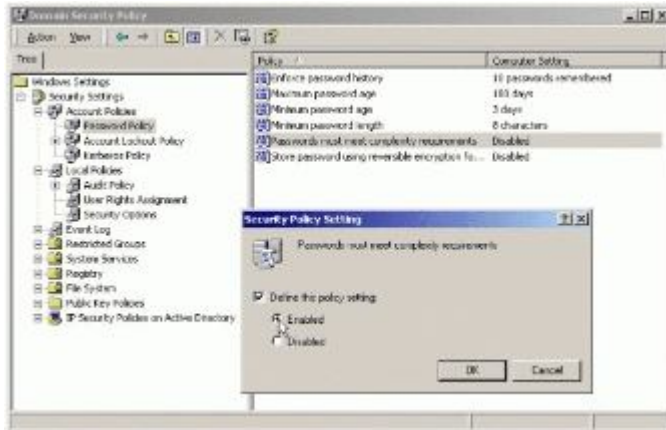 Domain Security Policy
Action View
Tree
Policy
Computer Setting
Windows Settings
Security Settings
Account Policies
Password Policy
Account Lockout Policy
Kerberos Policy
Local Policies
Audit Policy
User Rights Assignment
Security Options
Event Log
Restricted Groups
System Services
Registry
File System
Public Key Policies
IP Security Policies on Active Directory
Enforce password history 10 passwords remembered
Maximum password age days
Minimum password age 3 days
Minimum password length 8 characters
Passwords must meet complexity requirements Disabled
Store password using reversible encryption fo... Disabled
Security Policy Setting
Passwords must meet complexity requirements
Define this policy setting:
Enabled
Disabled
OK Cancel